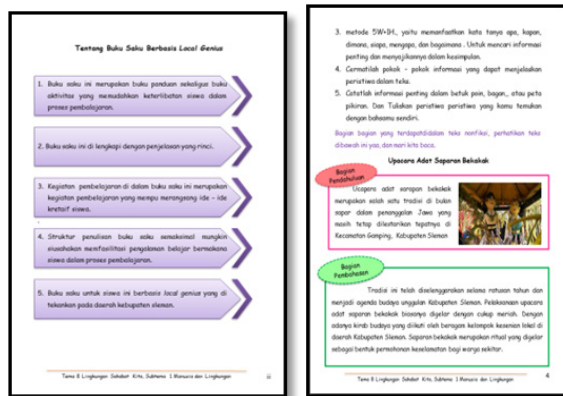 Tentang Buku Saku Berbasis Local Genius
1. Buku saku ini merupakan buku panduan sekaligus buku
aktivitas yang memudahkan keterlibatan siswa dalam
proses pembalajaran.
2. Buku saku ini di lengkapi dengan penjelasan yang rinci.
3. Kegiatan pembelajaran di dalam buku saku ini merupakan
kegiatan pembelajaran yang mempu merangsang ide – ide
kretaif siswa.
4. Struktur penulisan buku saku semaksimal mungkin
diusahakan memfasilitasi pengalaman belajar bermakana
siswa dalam proses pembelajaran.
5. Buku saku untuk siswa ini berbasis local genius yang di
tekankan pada daerah kebupaten sleman.
Tema 8 Lingkungan Sahabat Kita, Subtema 1 Manusia dan Lingkungan
iii
3. metode 5W+1H., yaitu memanfaatkan kata tanya apa, kapan,
dimana, siapa, mengapa, dan bagaimana . Untuk mencari informasi
penting dan menyajikannya dalam kesimpulan.
4. Cermatilah pokok – pokok informasi yang dapat menjelaskan
peristiwa dalam teks.
5. Catatlah informasi penting dalam betuk poin, bagan,, atau peta
pikiran. Dan Tuliskan peristiwa peristiwa yang kamu temukan
dengan bahasamu sendiri.
Bagian bagian yang terdapatdidalam teks nonfiksi, perhatikan teks
dibawah ini yaa, dan mari kita baca.
Upacara Adat Saparan Bekakak
Bagian
Pendahuluan
Ucapara adat sarapan bekakak
merupakan salah satu tradisi di bulan
sapar dalam penanggalan Jawa yang
masih tetap dilestarikan tepatnya di
Kecamatan Gamping, Kabupaten Sleman
Bagian
Pembahasan
Tradisi ini telah diselenggarakan selama ratusan tahun dan
menjadi agenda budaya unggulan Kabupaten Sleman. Pelaksanaan upacara
adat saparan bekakak biasanya digelar dengan cukup meriah. Dengan
adanya kirab budaya yang diikuti oleh beragam kelompok kesenian lokal di
daerah Kabupaten Sleman. Saparan bekakak merupakan ritual yang digelar
sebagai bentuk permohonan keselamatan bagi warga sekitar.
Tema 8 Lingkungan Sahabat Kita, Subtema 1 Manusia dan Lingkungan
4